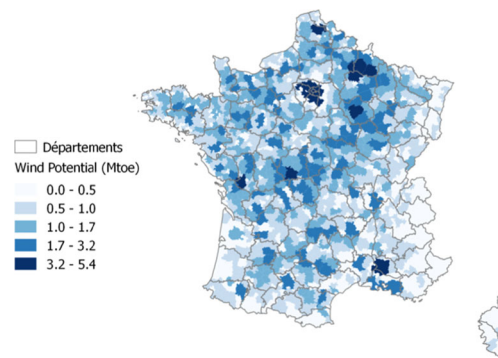 Départements
Wind Potential (Mtoe)
0.0 - 0.5
0.5 - 1.0
1.0 - 1.7
1.7 - 3.2
3.2 - 5.4